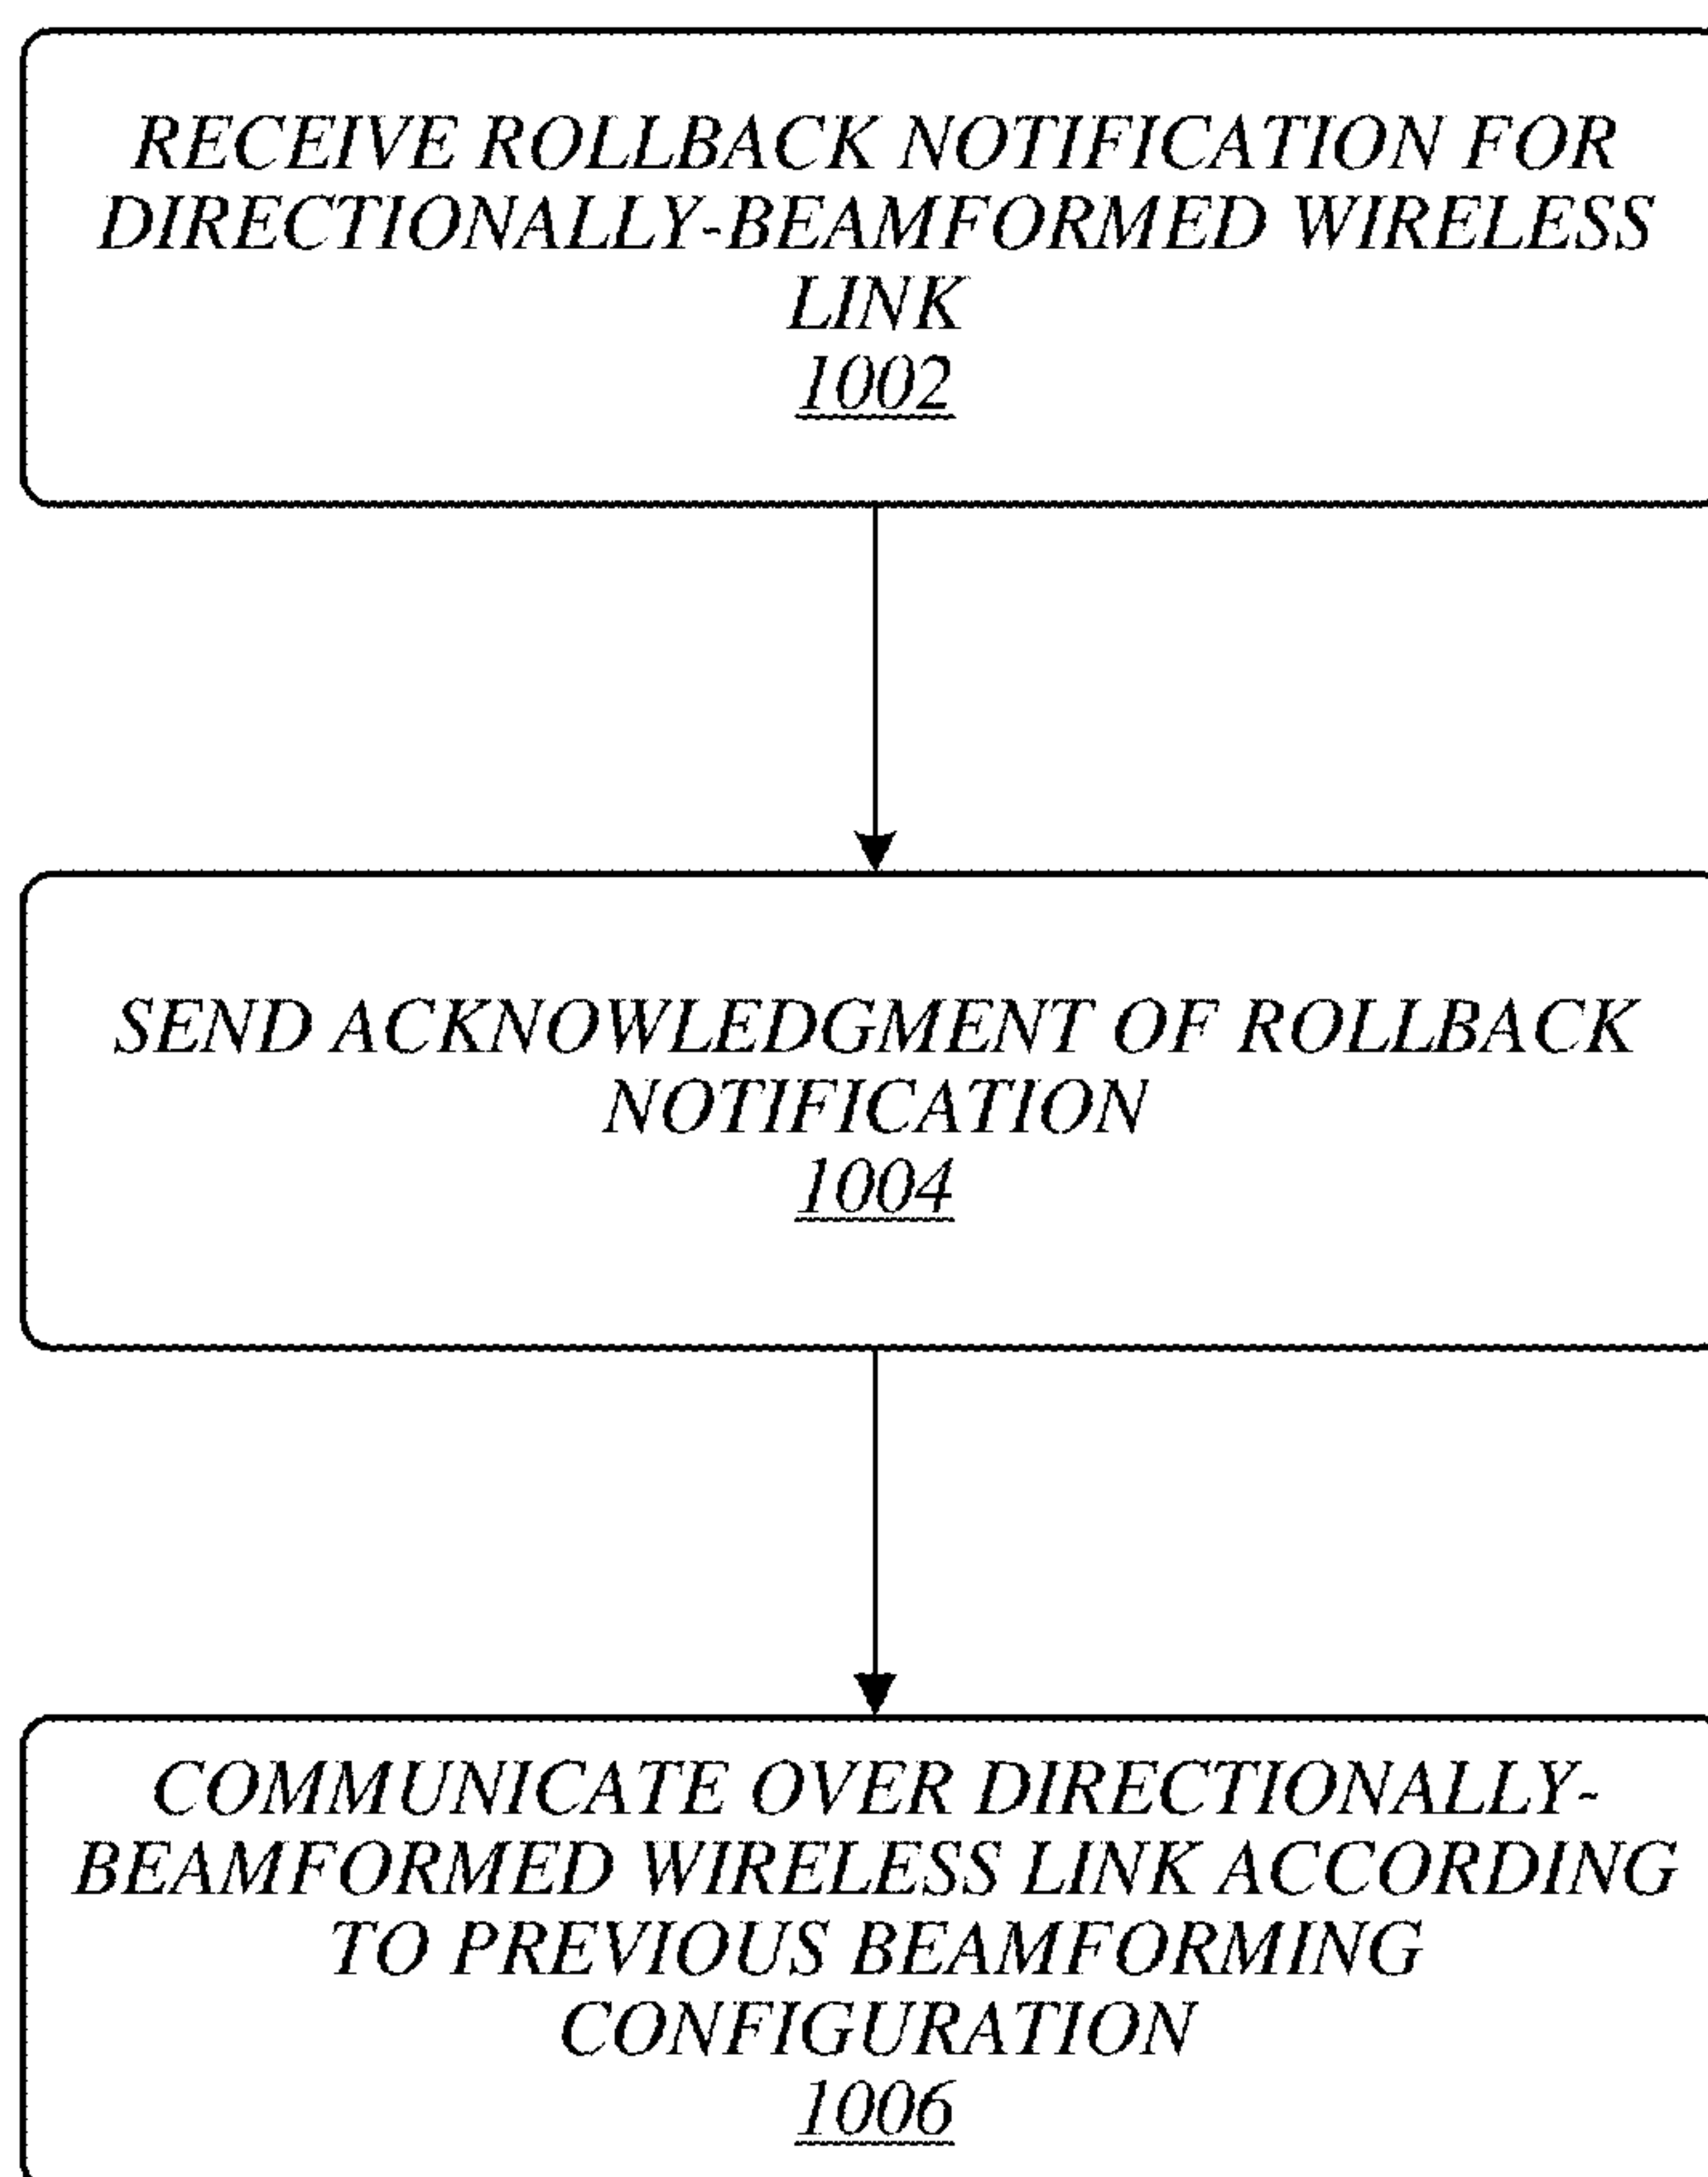 RECEIVE ROLLBACK NOTIFICATION FOR
DIRECTIONALLY-BEAMFORMED WIRELESS
LINK
1002
SEND ACKNOWLEDGMENT OF ROLLBACK
NOTIFICATION
1004
COMMUNICATE OVER DIRECTIONALLY-
BEAMFORMED WIRELESS LINK ACCORDING
TO PREVIOUS BEAMFORMING
CONFIGURATION
1006